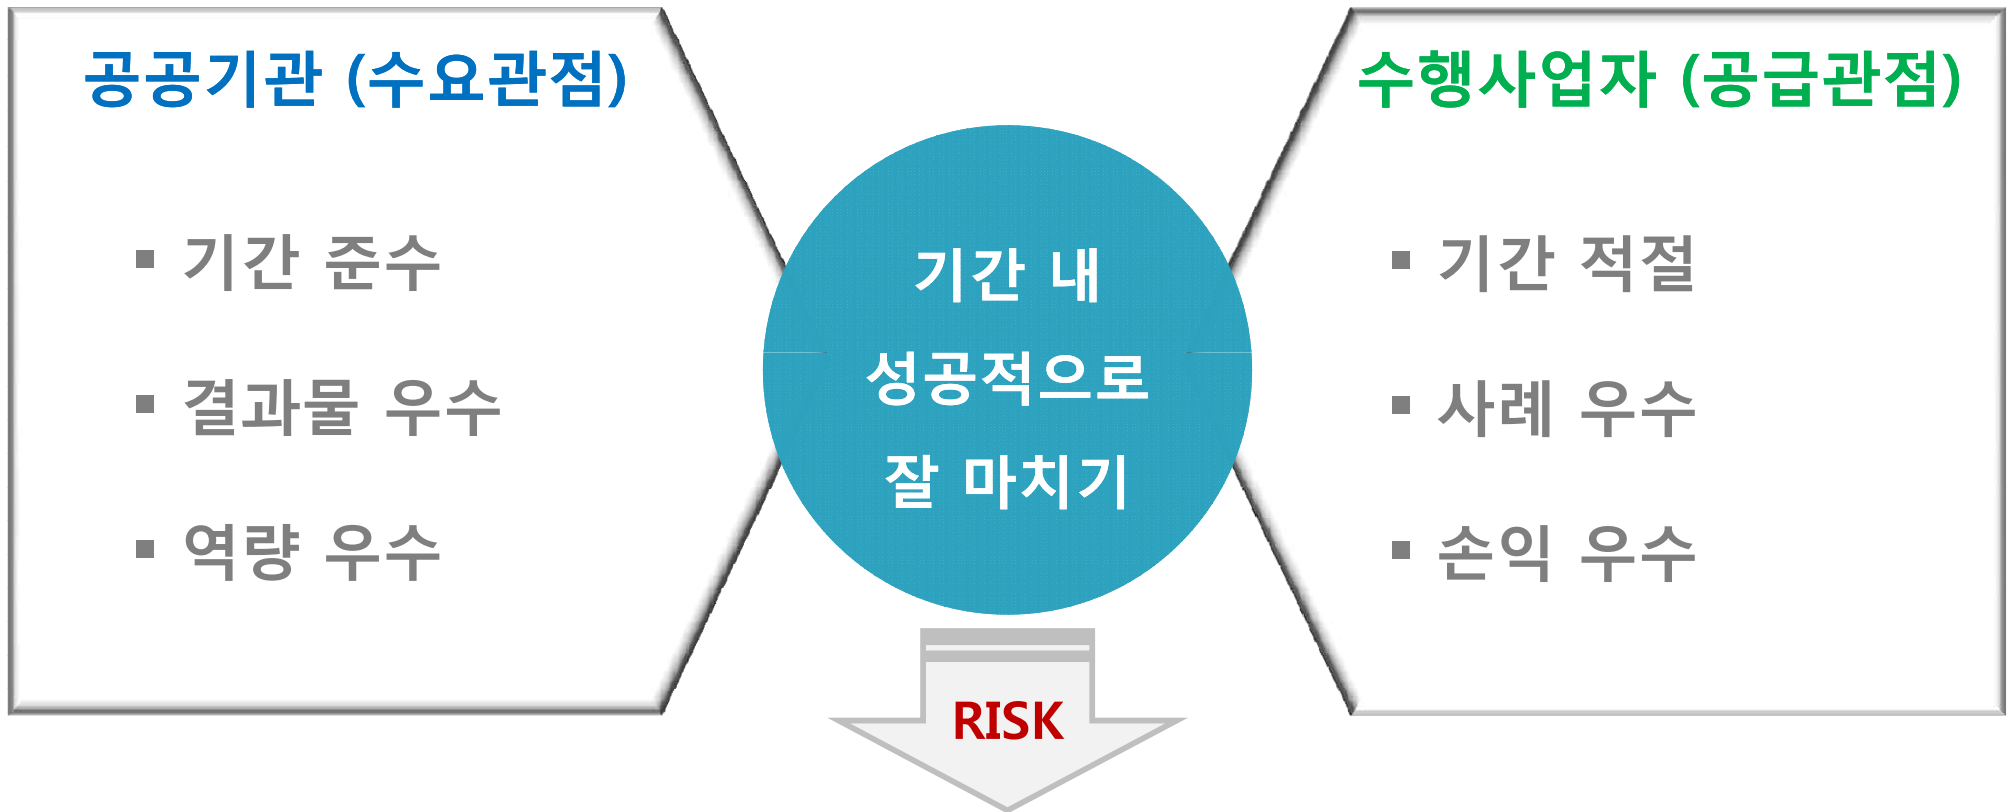 공공기관 (수요관점)
▪ 기간 준수
▪ 결과물 우수
▪ 역량 우수
기간 내
성공적으로
잘 마치기
RISK
수행사업자 (공급관점)
▪ 기간 적절
▪ 사례 우수
▪ 손익 우수